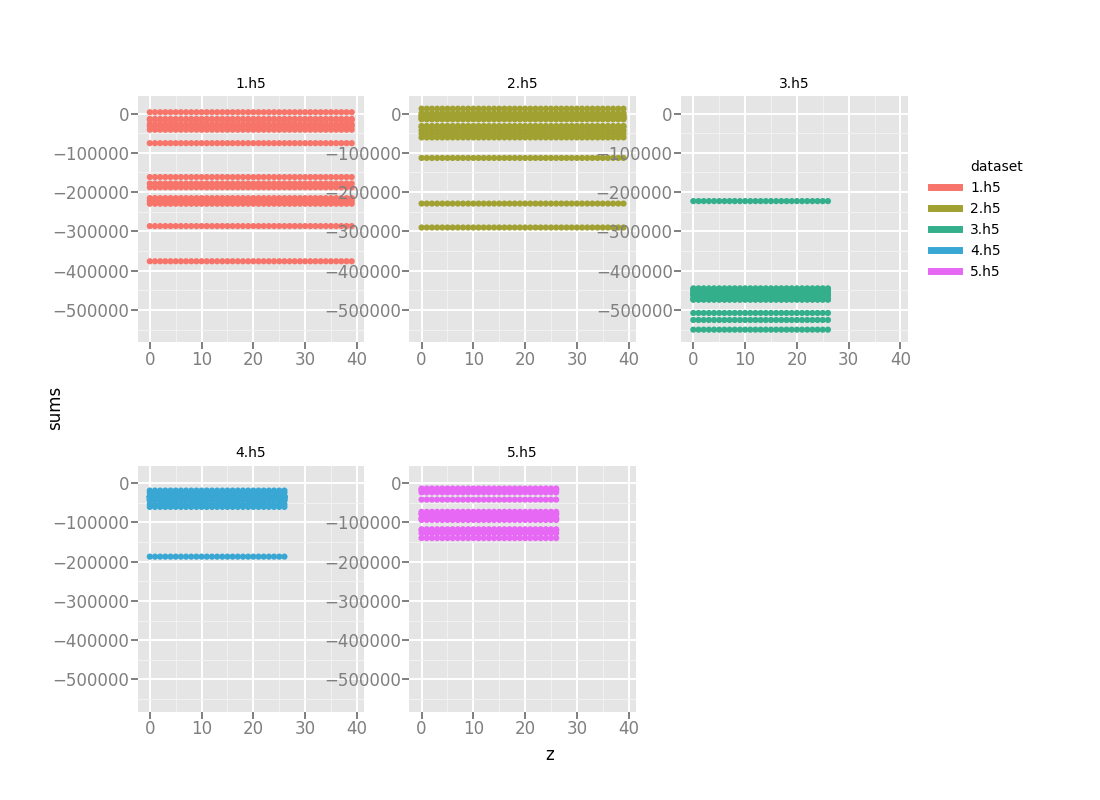 1.h5 2.h5 3.h5
0 0 0
−100000 −100000 −100000
−200000 −200000 −200000
−300000 −300000 −300000
−400000 −400000 −400000
−500000 −500000 −500000
0 10 20 30 40 0 10 20 30 40 0 10 20 30 40
dataset
1.h5
2.h5
3.h5
4.h5
5.h5
sums
4.h5 5.h5
0 0
−100000 −100000
−200000 −200000
−300000 −300000
−400000 −400000
−500000 −500000
0 10 20 30 40 0 10 20 30 40
z